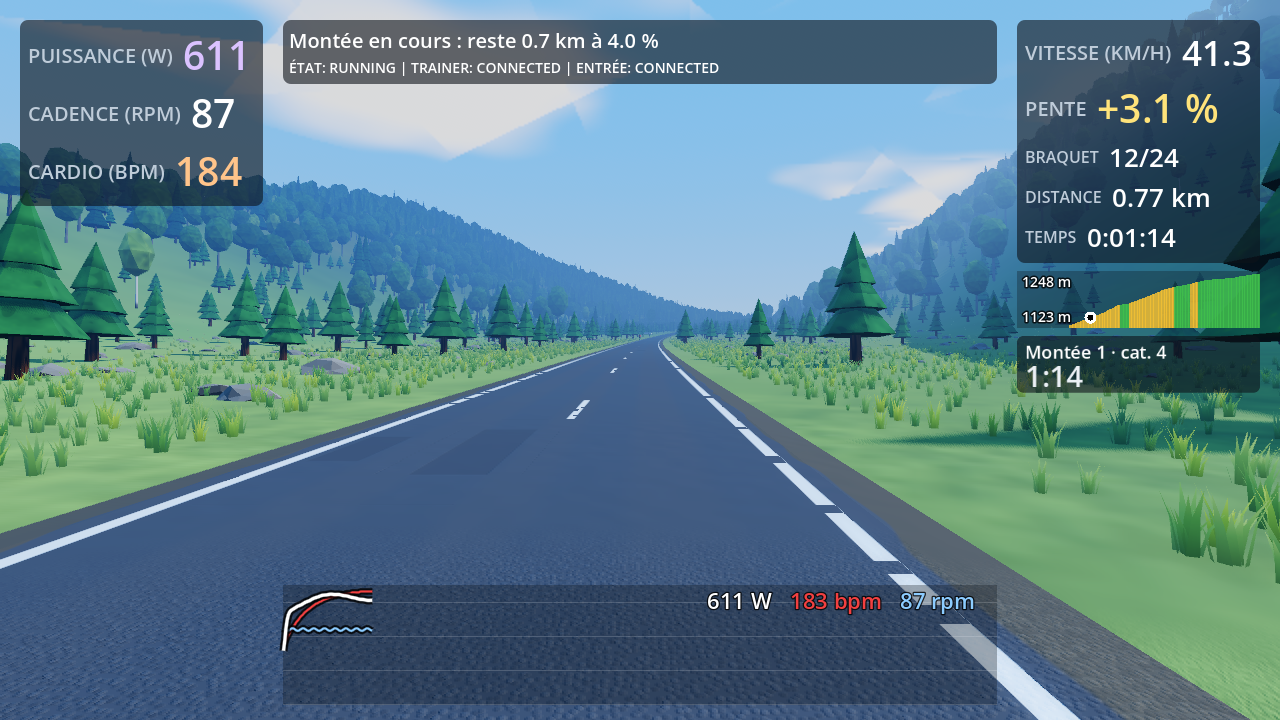 PUISSANCE (W) 611
CADENCE (RPM) 87
CARDIO (BPM) 184
Montée en cours : reste 0.7 km à 4.0 %
ÉTAT: RUNNING | TRAINER: CONNECTED | ENTRÉE: CONNECTED
VITESSE (KM/H) 41.3
PENTE +3.1 %
BRAQUET 12/24
DISTANCE 0.77 km
TEMPS 0:01:14
1248 m
1123 m
Montée 1 · cat. 4
1:14
611 W 183 bpm 87 rpm